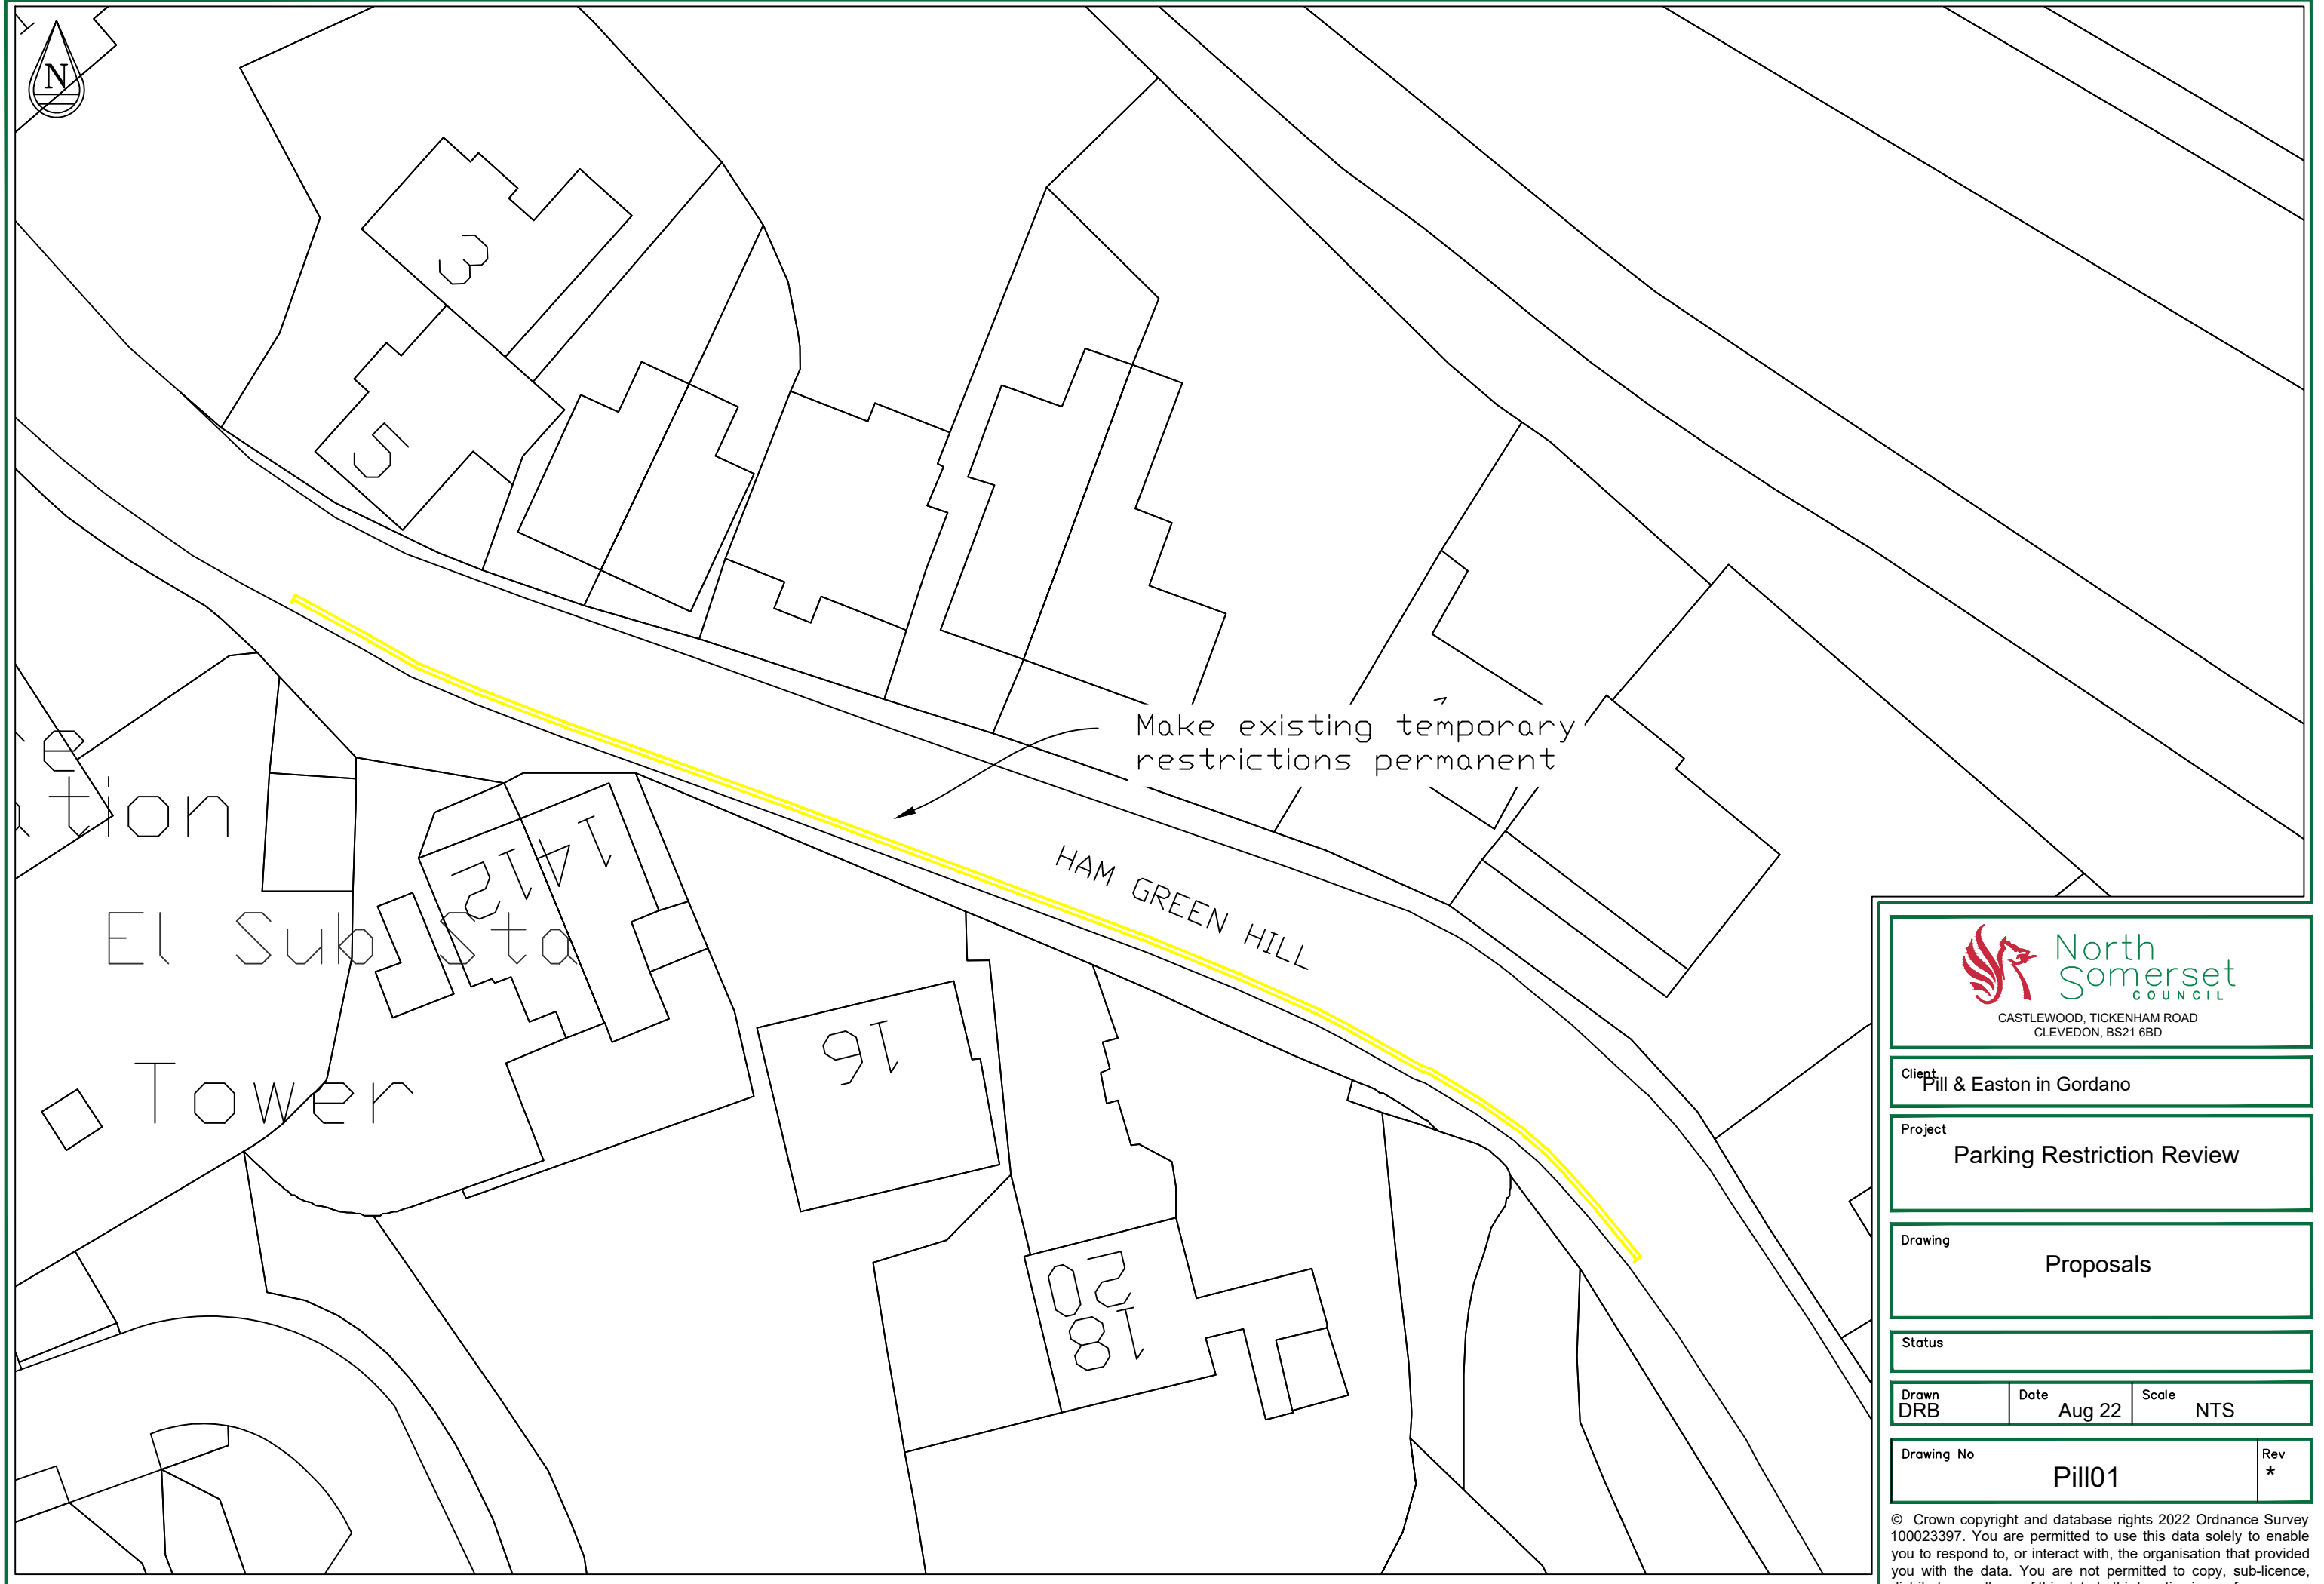 N
3
5
Make existing temporary
restrictions permanent
HAM GREEN HILL
e
tion
El Sub Sta
Tower
12
14
16
18
20
North
Somerset
COUNCIL
CASTLEWOOD, TICKENHAM ROAD
CLEVEDON, BS21 6BD
Client
Pill & Easton in Gordano
Project
Parking Restriction Review
Drawing
Proposals
Status
Drawn
DRB
Date
Aug 22
Scale
NTS
Drawing No
Pill01
Rev
*
© Crown copyright and database rights 2022 Ordnance Survey
100023397. You are permitted to use this data solely to enable
you to respond to, or interact with, the organisation that provided
you with the data. You are not permitted to copy, sub-licence,